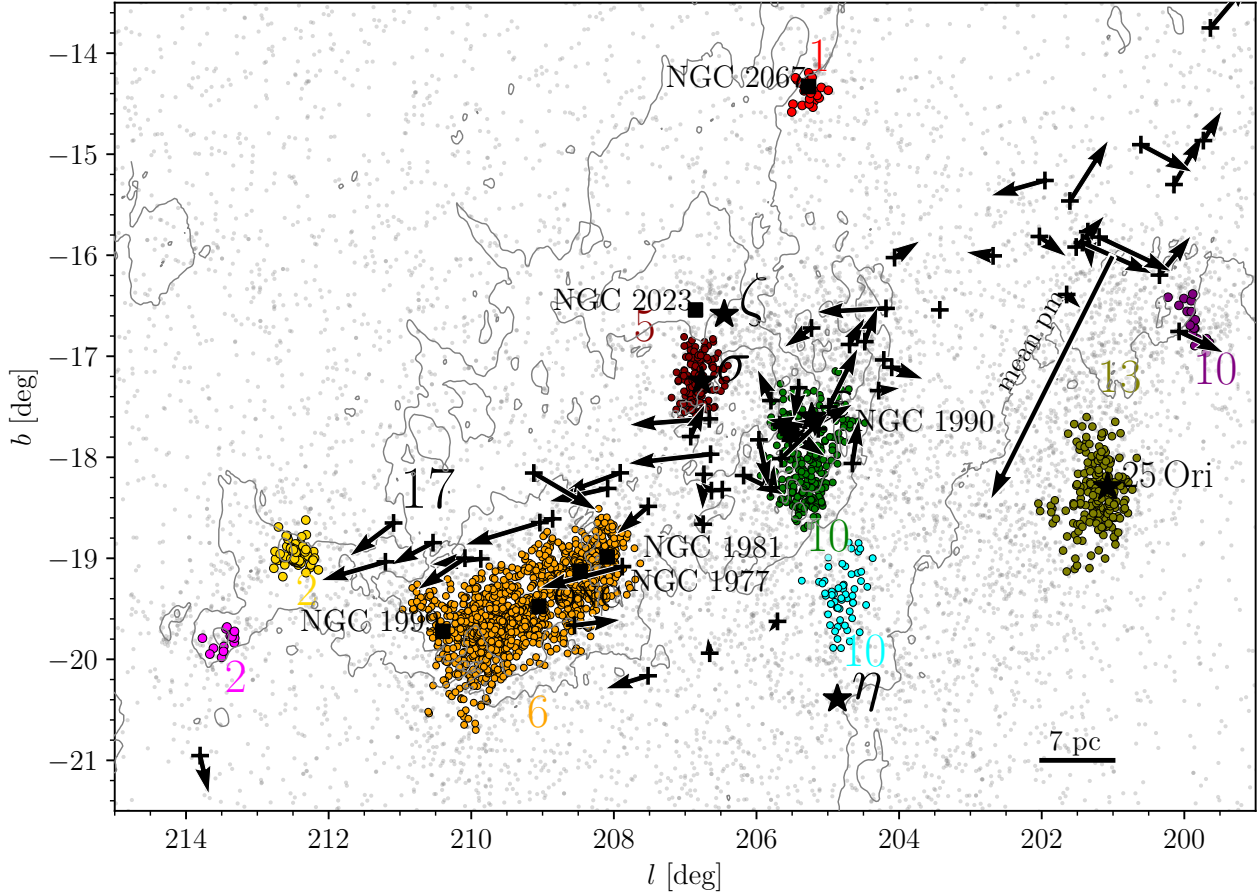 −14
−15
−16
−17
−18
−19
−20
−21
b [deg]
1
NGC 2067
NGC 2023
ζ
5
σ
mean pm
10
13
NGC 1990
25 Ori
17
10
NGC 1981
NGC 1977
2
NGC 1999
10
2
η
6
7 pc
214
212
210
208
206
204
202
200
l [deg]